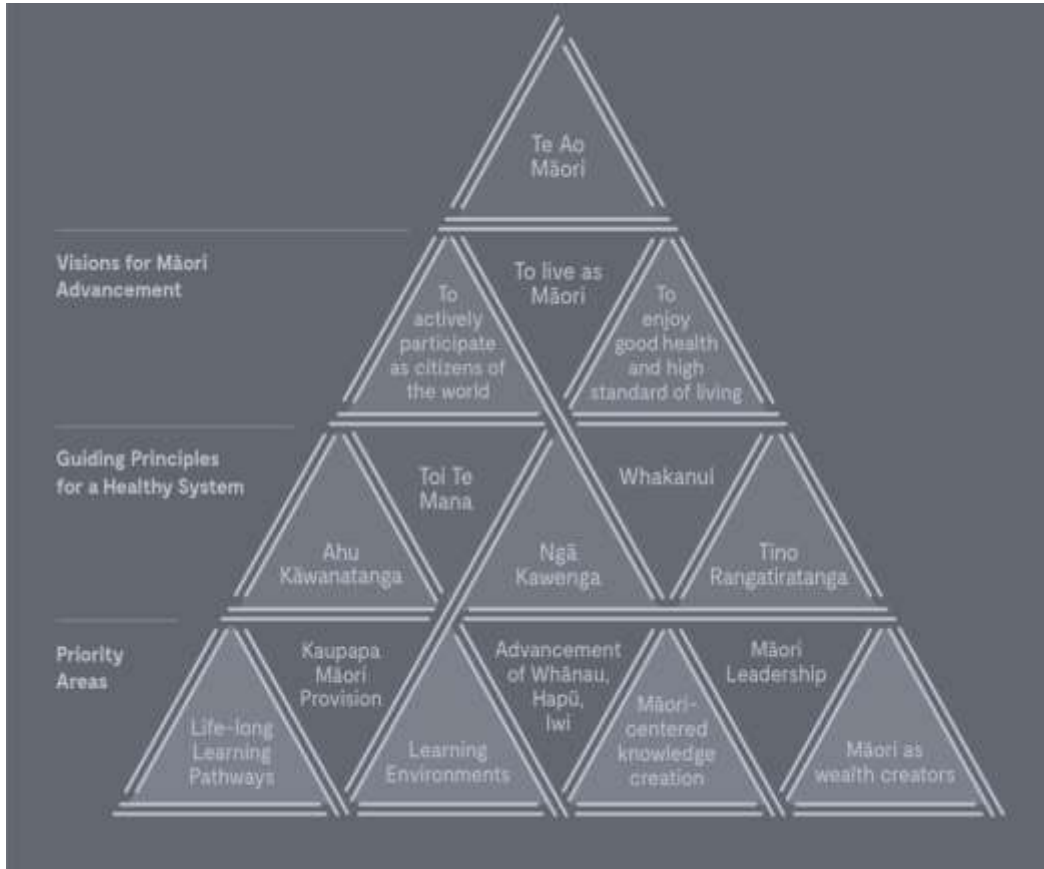 Te Ao
Māori
Visions for Māori
Advancement
To
actively
participate
as citizens of
the world
To live as
Māori
To
enjoy
good health
and high
standard of living
Guiding Principles
for a Healthy System
Ahu
Kāwanatanga
Toi Te
Mana
Ngā
Kawenga
Whakanui
Tino
Rangatiratanga
Priority
Areas
Life-long
Learning
Pathways
Kaupapa
Māori
Provision
Learning
Environments
Advancement
of Whānau,
Hapū,
Iwi
Māori-
centered
knowledge
creation
Māori
Leadership
Māori as
wealth creators